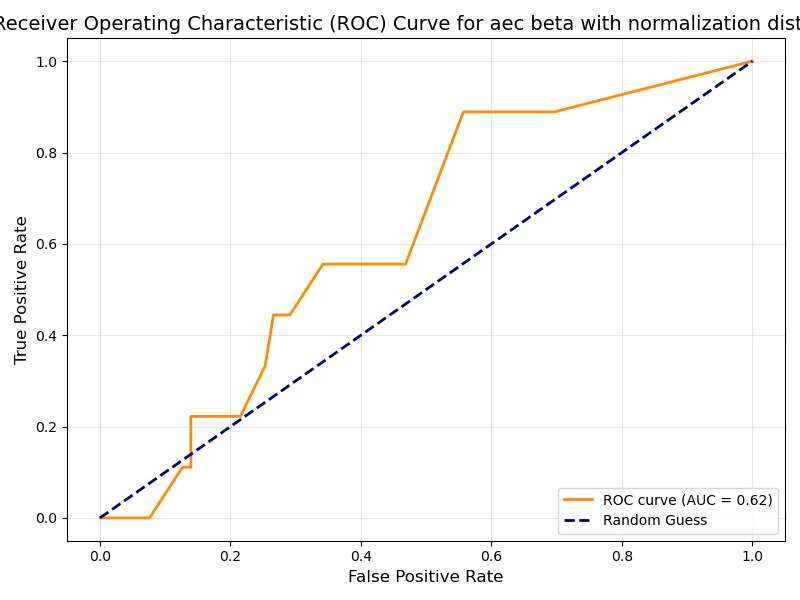 Receiver Operating Characteristic (ROC) Curve for aec beta with normalization dist
1.0
0.8
0.6
0.4
0.2
0.0
True Positive Rate
0.0 0.2 0.4 0.6 0.8 1.0
False Positive Rate
ROC curve (AUC = 0.62)
Random Guess